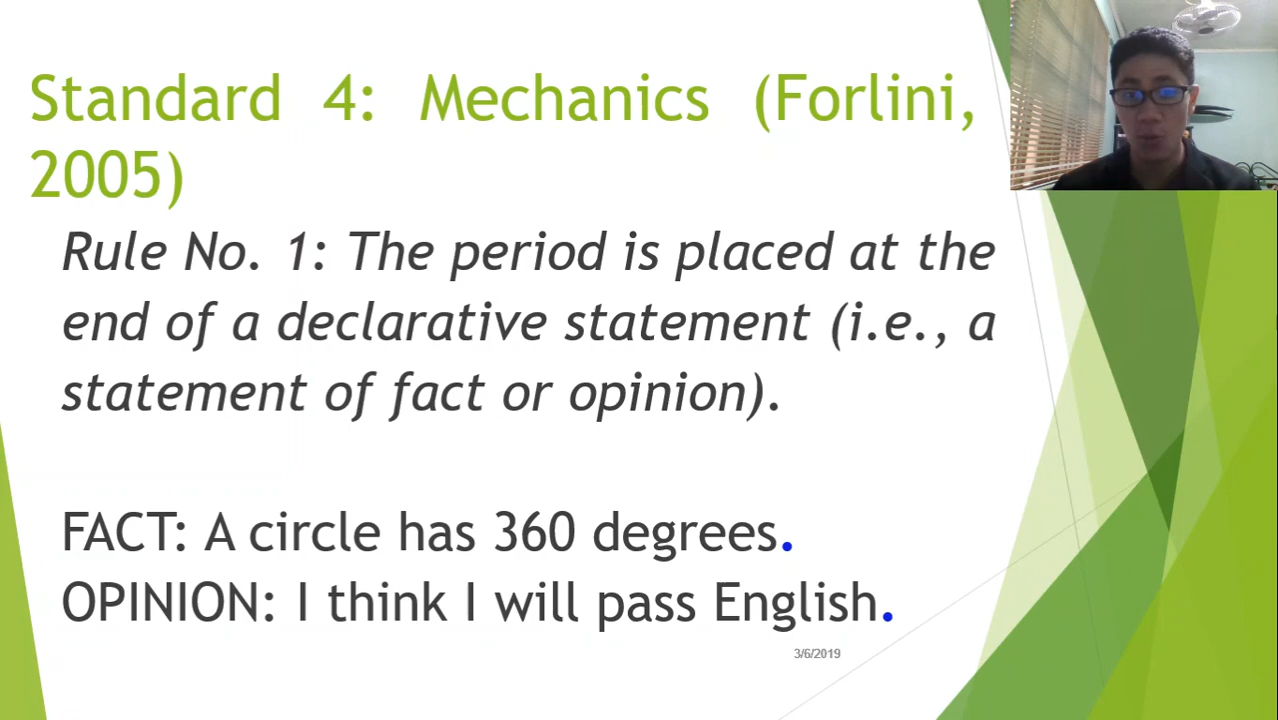 Standard 4: Mechanics (Forlini,
2005)
Rule No. 1: The period is placed at the
end of a declarative statement (i.e., a
statement of fact or opinion).
FACT: A circle has 360 degrees.
OPINION: I think I will pass English.
3/6/2019